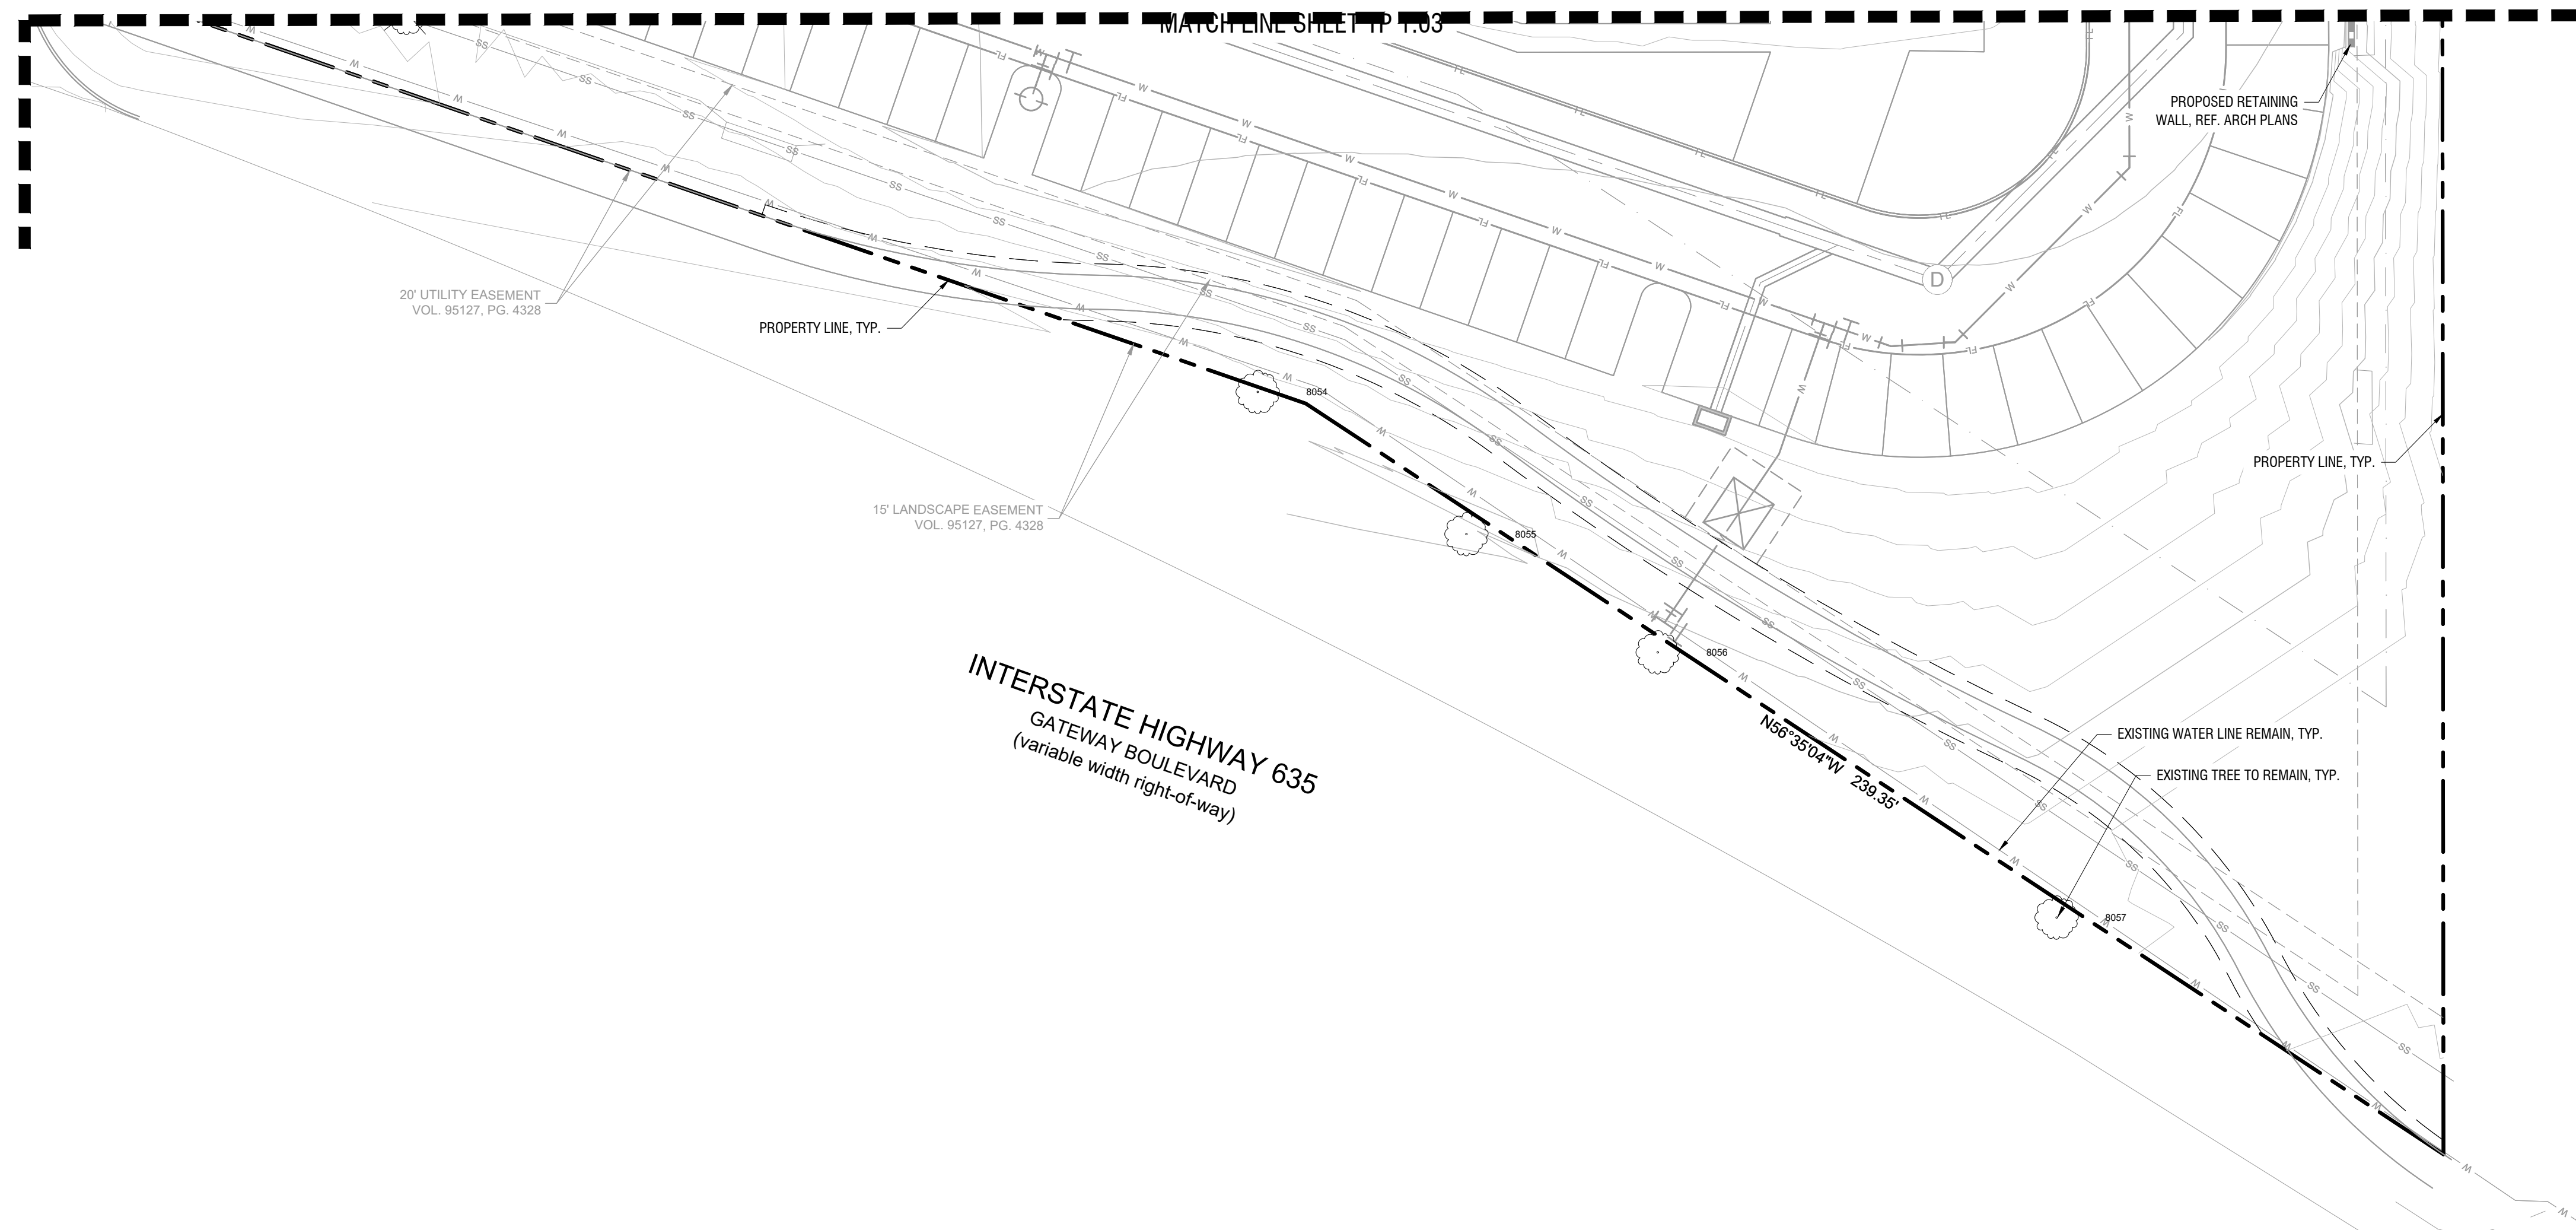 MATCH LINE SHEET TP 1.03
PROPOSED RETAINING
WALL, REF. ARCH PLANS
D
20' UTILITY EASEMENT
VOL. 95127, PG. 4328
PROPERTY LINE, TYP.
8054
PROPERTY LINE, TYP.
15' LANDSCAPE EASEMENT
VOL. 95127, PG. 4328
8055
8056
INTERSTATE HIGHWAY 635
GATEWAY BOULEVARD
(variable width right-of-way)
N56°35'04"W 239.35'
EXISTING WATER LINE REMAIN, TYP.
EXISTING TREE TO REMAIN, TYP.
8057
W
SS
FL